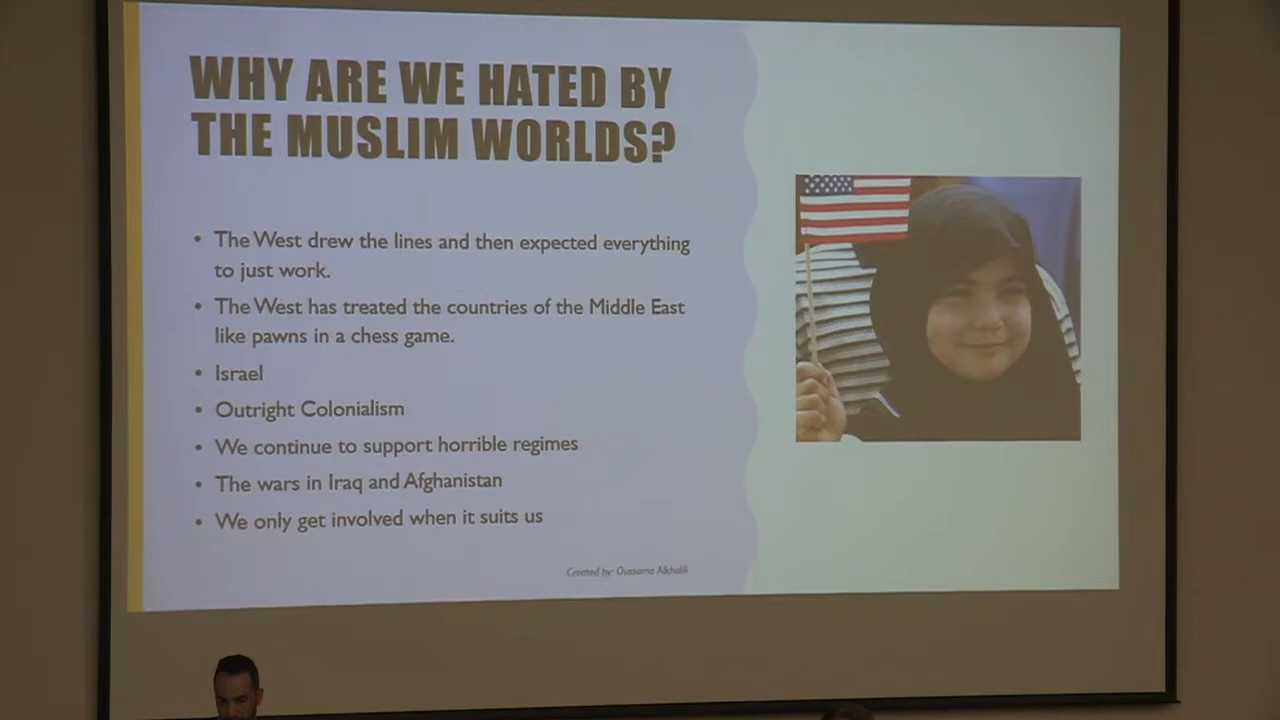 WHY ARE WE HATED BY
THE MUSLIM WORLDS?
• The West drew the lines and then expected everything
to just work.
• The West has treated the countries of the Middle East
like pawns in a chess game.
• Israel
• Outright Colonialism
• We continue to support horrible regimes
• The wars in Iraq and Afghanistan
• We only get involved when it suits us
Created by: Oussama Alkhalili